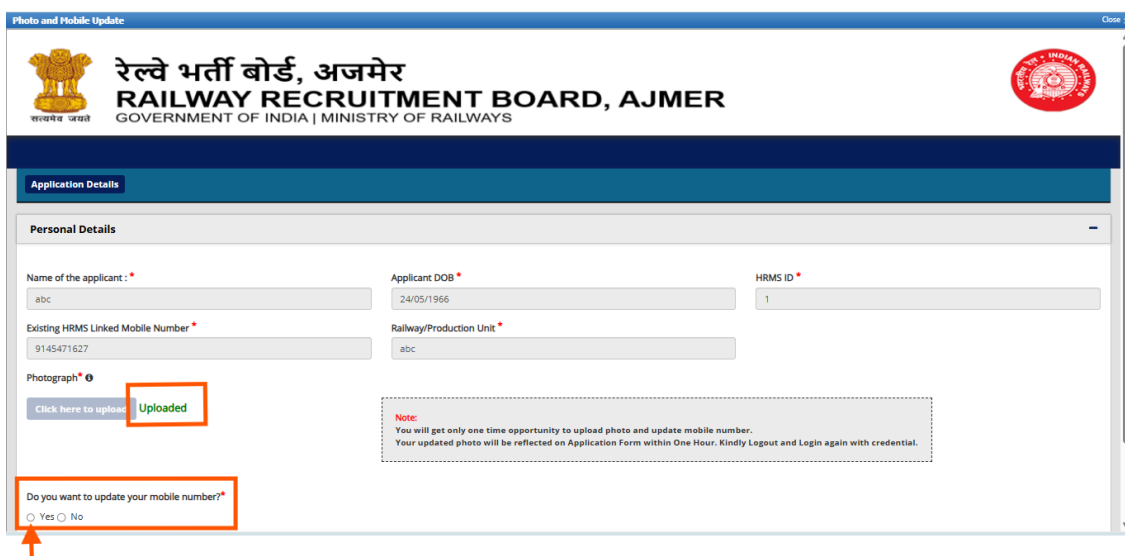 Photo and Mobile Update
Close
रेल्वे भर्ती बोर्ड, अजमेर
RAILWAY RECRUITMENT BOARD, AJMER
GOVERNMENT OF INDIA | MINISTRY OF RAILWAYS
सत्यमेव जयते
Application Details
Personal Details
Name of the applicant : *
Applicant DOB *
HRMS ID *
abc
24/05/1966
1
Existing HRMS Linked Mobile Number *
Railway/Production Unit *
9145471627
abc
Photograph*
Click here to upload
Uploaded
Note:
You will get only one time opportunity to upload photo and update mobile number.
Your updated photo will be reflected on Application Form within One Hour. Kindly Logout and Login again with credential.
Do you want to update your mobile number?*
Yes No